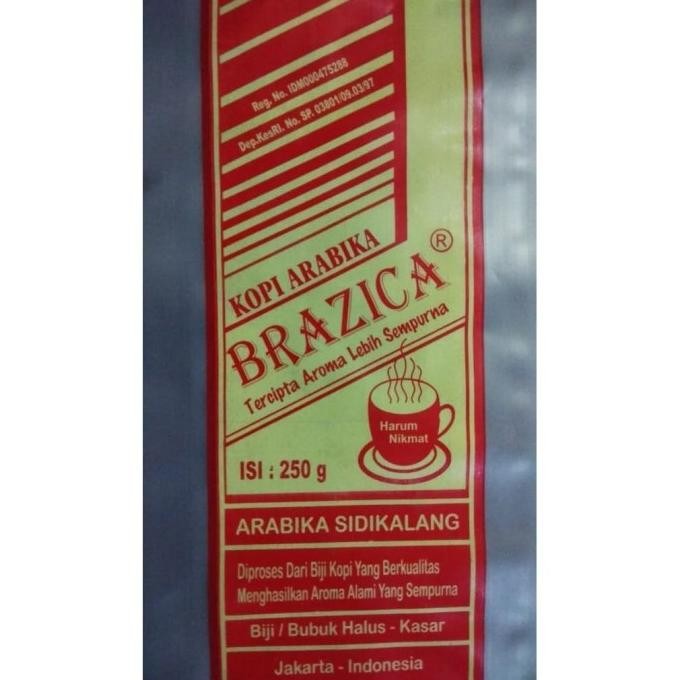 Reg. No. IDM000475288
Dep.KesRI. No. SP. 03801/09.03/97
KOPI ARABIKA
BRAZICA ®
Tercipta Aroma Lebih Sempurna
Harum
Nikmat
ISI : 250 g
ARABIKA SIDIKALANG
Diproses Dari Biji Kopi Yang Berkualitas
Menghasilkan Aroma Alami Yang Sempurna
Biji / Bubuk Halus - Kasar
Jakarta - Indonesia